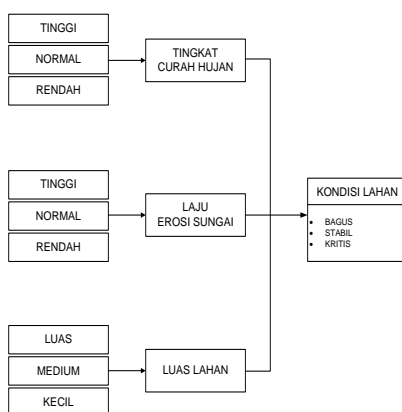 TINGGI
NORMAL
RENDAH
TINGKAT
CURAH HUJAN
TINGGI
NORMAL
RENDAH
LAJU
EROSI SUNGAI
LUAS
MEDIUM
KECIL
LUAS LAHAN
KONDISI LAHAN
• BAGUS
• STABIL
• KRITIS